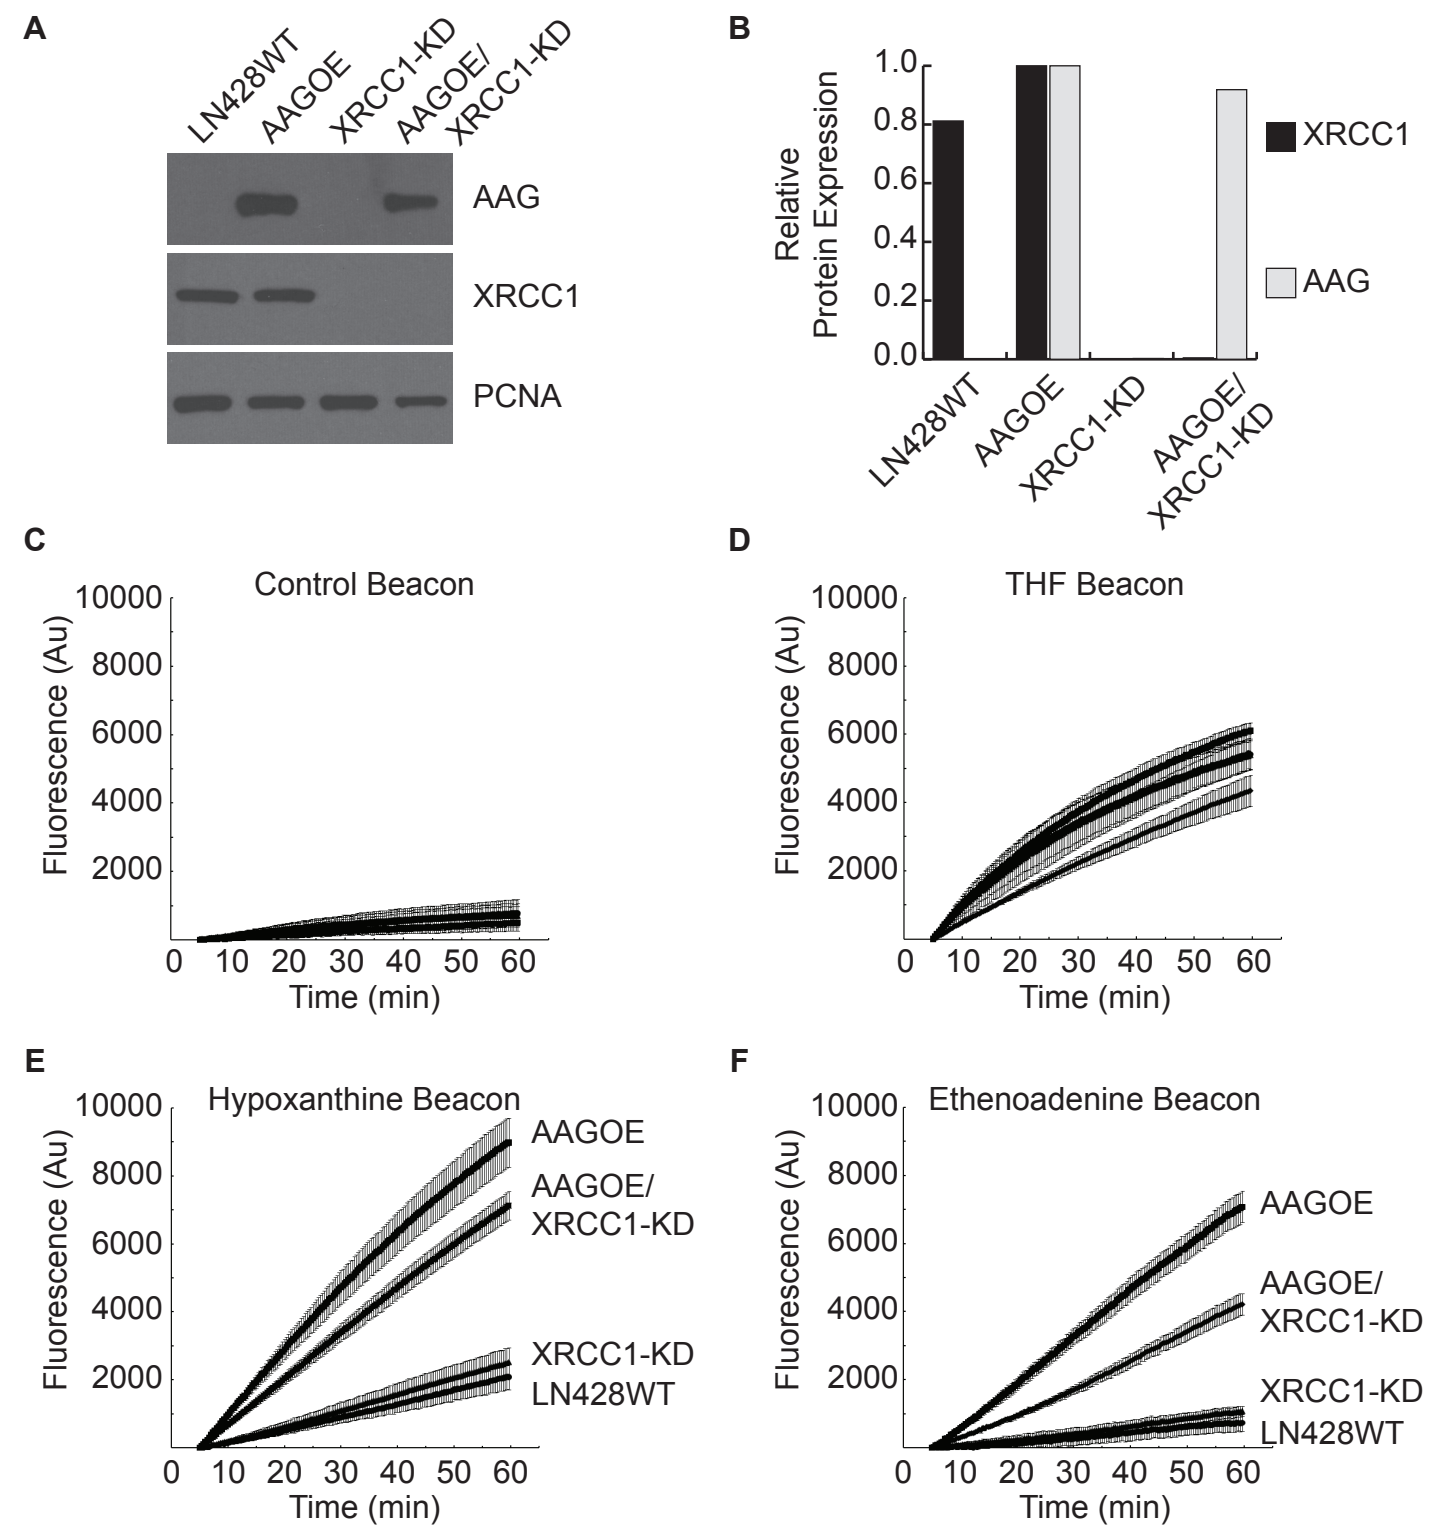 A
LN428WT
AAGOE
XRCC1-KD
AAGOE/
XRCC1-KD
AAG
XRCC1
PCNA
B
Relative
Protein Expression
1.0
0.8
0.6
0.4
0.2
0.0
LN428WT
AAGOE
XRCC1-KD
AAGOE/
XRCC1-KD
XRCC1
AAG
C
Control Beacon
Fluorescence (Au)
10000
8000
6000
4000
2000
0 10 20 30 40 50 60
Time (min)
D
THF Beacon
Fluorescence (Au)
10000
8000
6000
4000
2000
0 10 20 30 40 50 60
Time (min)
E
Hypoxanthine Beacon
Fluorescence (Au)
10000
8000
6000
4000
2000
AAGOE
AAGOE/
XRCC1-KD
XRCC1-KD
LN428WT
0 10 20 30 40 50 60
Time (min)
F
Ethenoadenine Beacon
Fluorescence (Au)
10000
8000
6000
4000
2000
AAGOE
AAGOE/
XRCC1-KD
XRCC1-KD
LN428WT
0 10 20 30 40 50 60
Time (min)